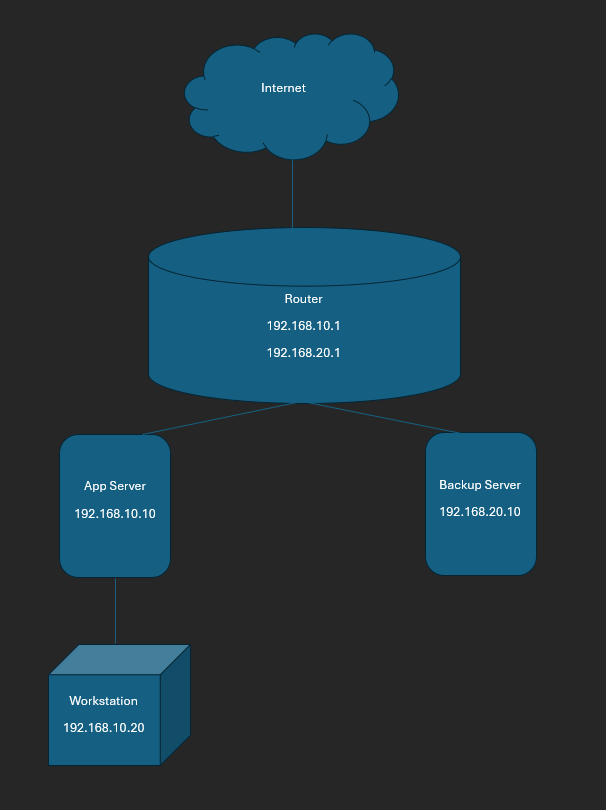 Internet
Router
192.168.10.1
192.168.20.1
App Server
192.168.10.10
Backup Server
192.168.20.10
Workstation
192.168.10.20